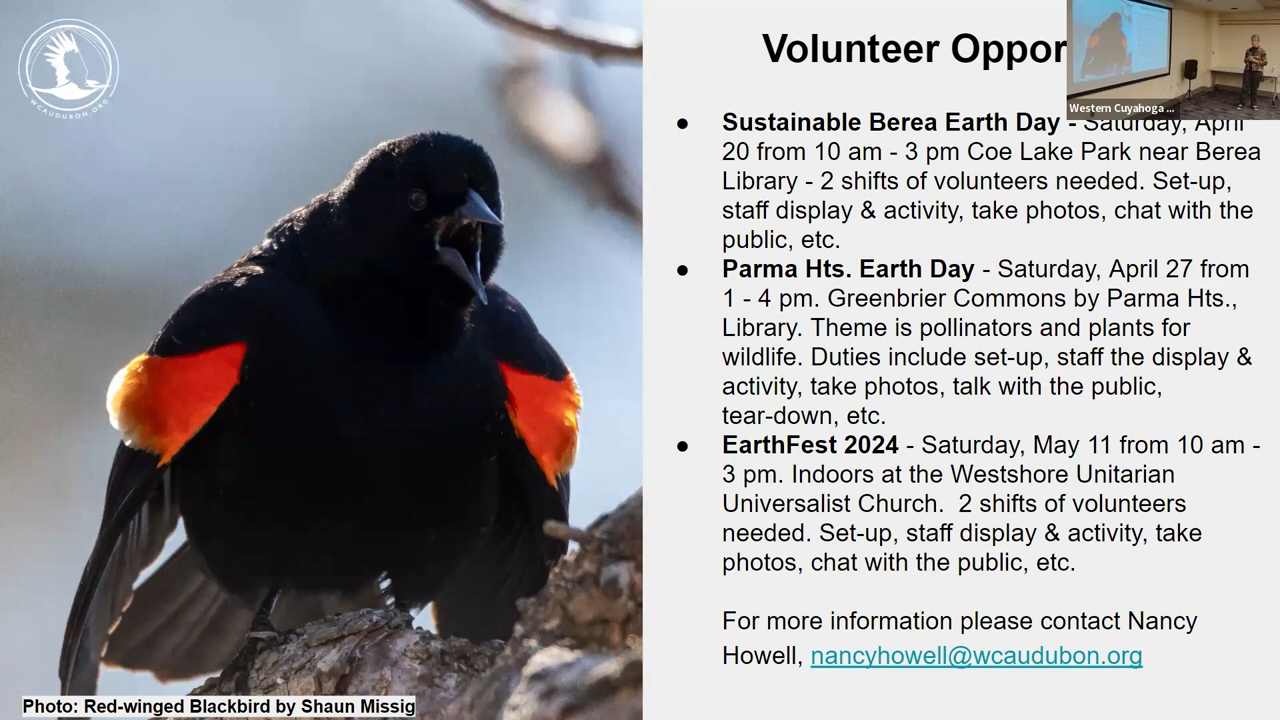 WCAUDUBON.ORG
Volunteer Oppor
Western Cuyahoga ...
● Sustainable Berea Earth Day - Saturday, April
20 from 10 am - 3 pm Coe Lake Park near Berea
Library - 2 shifts of volunteers needed. Set-up,
staff display & activity, take photos, chat with the
public, etc.
● Parma Hts. Earth Day - Saturday, April 27 from
1 - 4 pm. Greenbrier Commons by Parma Hts.,
Library. Theme is pollinators and plants for
wildlife. Duties include set-up, staff the display &
activity, take photos, talk with the public,
tear-down, etc.
● EarthFest 2024 - Saturday, May 11 from 10 am -
3 pm. Indoors at the Westshore Unitarian
Universalist Church. 2 shifts of volunteers
needed. Set-up, staff display & activity, take
photos, chat with the public, etc.
For more information please contact Nancy
Howell, nancyhowell@wcaudubon.org
Photo: Red-winged Blackbird by Shaun Missig